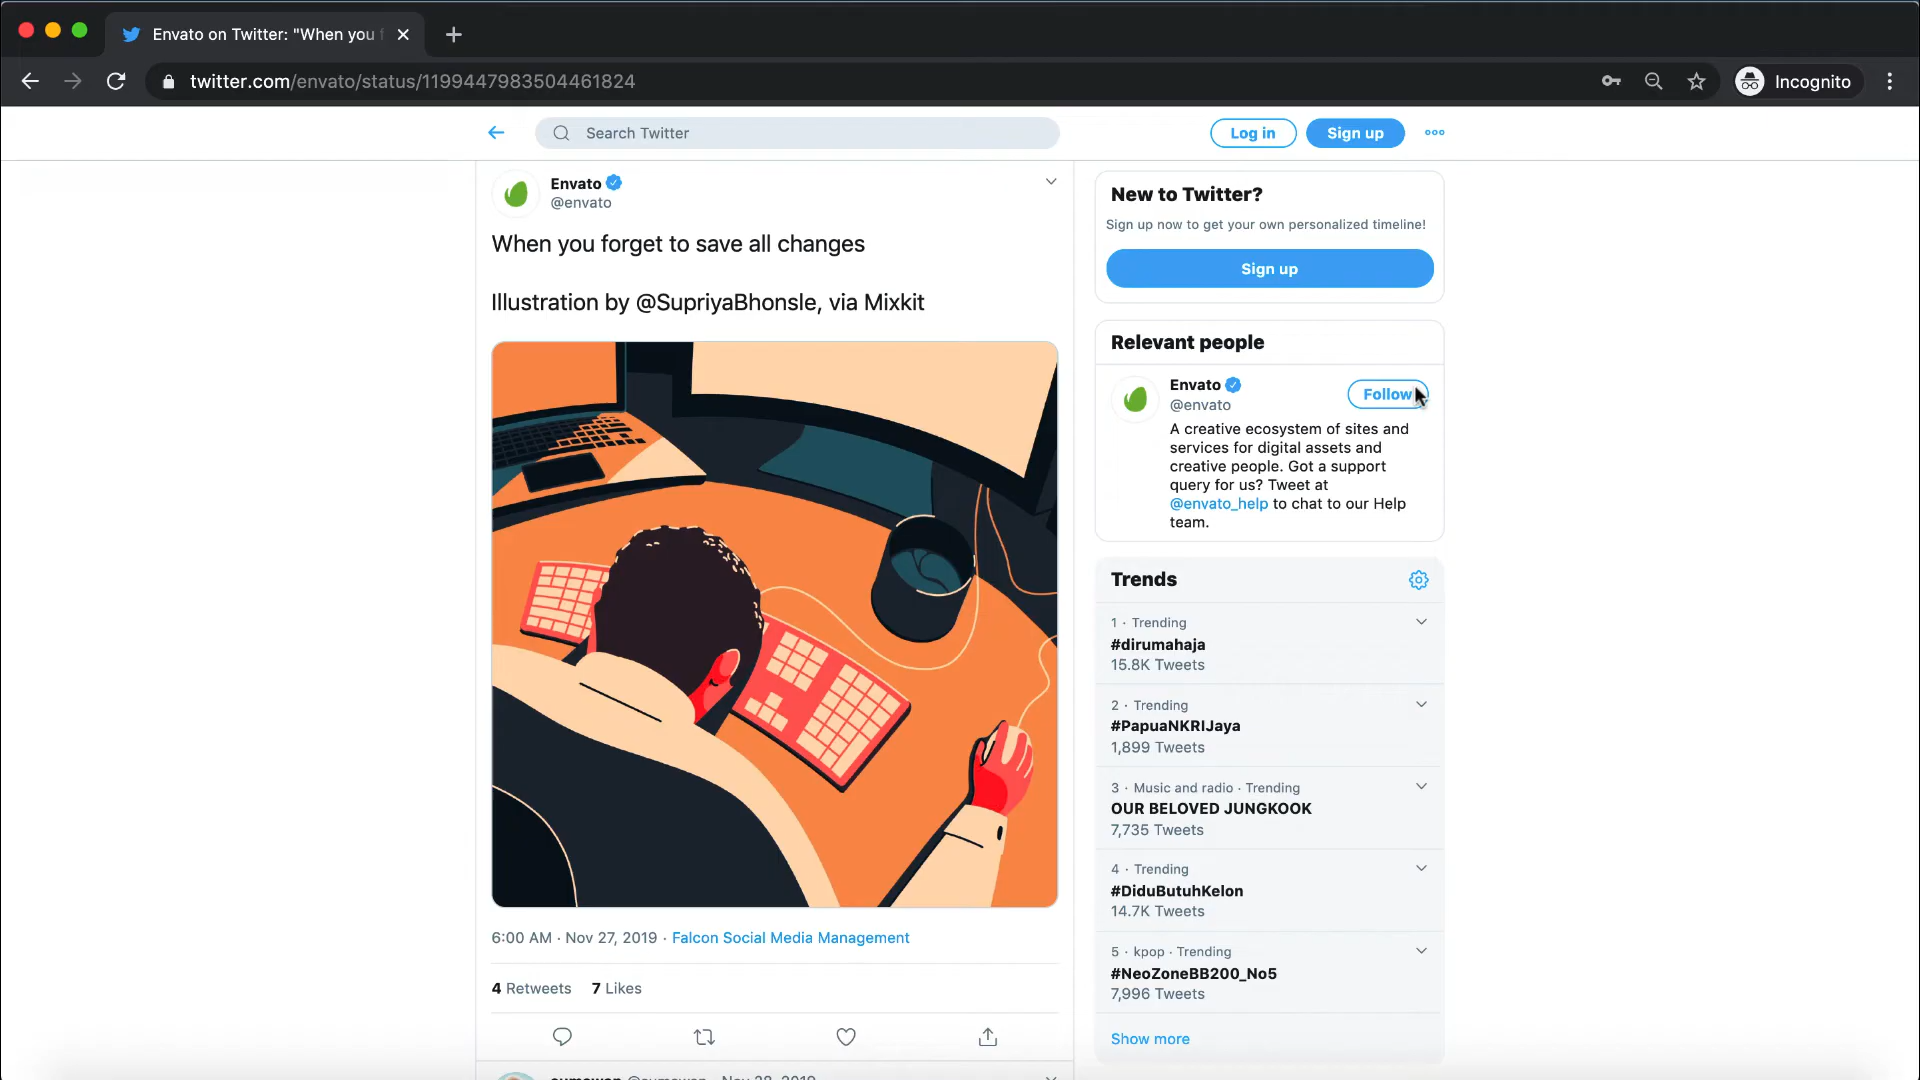 Envato on Twitter: "When you f
twitter.com/envato/status/1199447983504461824
Incognito
Search Twitter
Log in
Sign up
Envato
@envato
When you forget to save all changes
Illustration by @SupriyaBhonsle, via Mixkit
6:00 AM · Nov 27, 2019 · Falcon Social Media Management
4 Retweets 7 Likes
New to Twitter?
Sign up now to get your own personalized timeline!
Sign up
Relevant people
Envato
@envato
Follow
A creative ecosystem of sites and
services for digital assets and
creative people. Got a support
query for us? Tweet at
@envato_help to chat to our Help
team.
Trends
1 · Trending
#dirumahaja
15.8K Tweets
2 · Trending
#PapuaNKRIJaya
1,899 Tweets
3 · Music and radio · Trending
OUR BELOVED JUNGKOOK
7,735 Tweets
4 · Trending
#DiduButuhKelon
14.7K Tweets
5 · kpop · Trending
#NeoZoneBB200_No5
7,996 Tweets
Show more